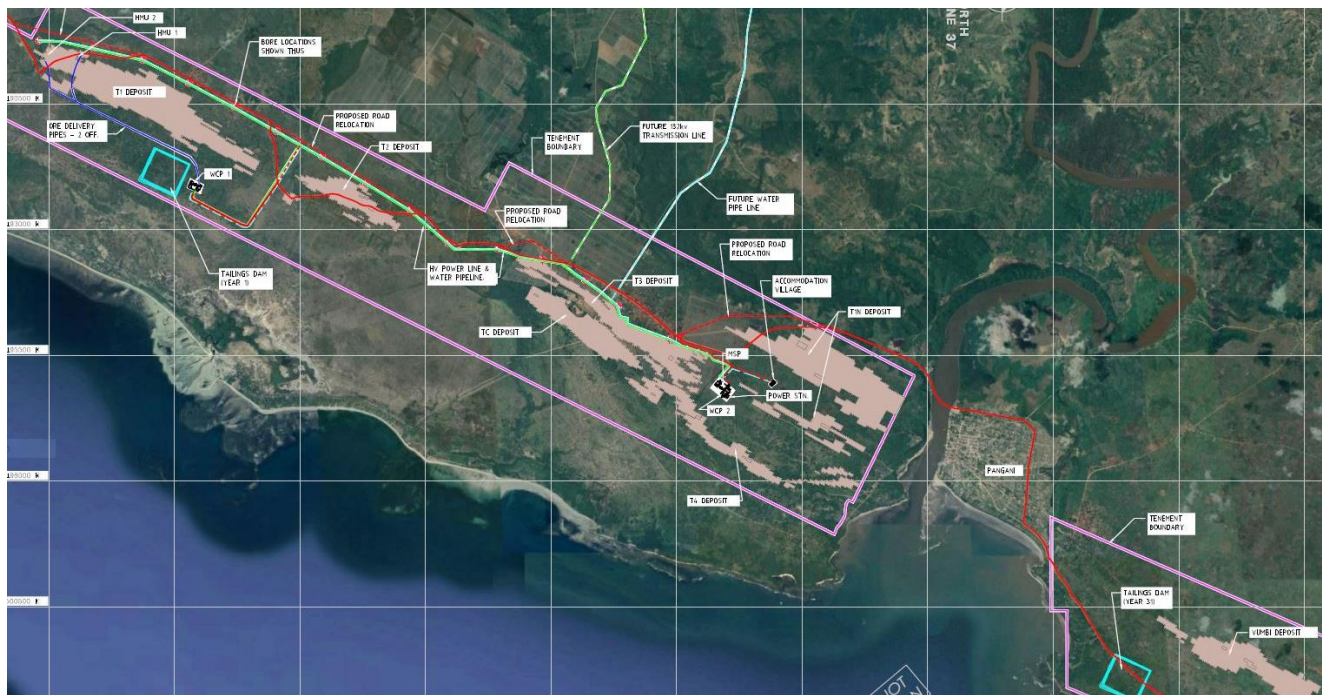 HMU 2
HMU 1
BORE LOCATIONS
SHOWN THUS
T1 DEPOSIT
ORE DELIVERY
PIPES - 2 OFF.
PROPOSED ROAD
RELOCATION
T2 DEPOSIT
WCP 1
TAILINGS DAM
(YEAR 1)
TENEMENT
BOUNDARY
FUTURE 132kv
TRANSMISSION LINE
FUTURE WATER
PIPE LINE
PROPOSED ROAD
RELOCATION
HV POWER LINE &
WATER PIPELINE.
T3 DEPOSIT
TC DEPOSIT
PROPOSED ROAD
RELOCATION
ACCOMMODATION
VILLAGE
T1N DEPOSIT
MSP
POWER STN.
WCP 2
T4 DEPOSIT
PANGANI
TENEMENT
BOUNDARY
TAILINGS DAM
(YEAR 31)
VUMBI DEPOSIT
193000 N